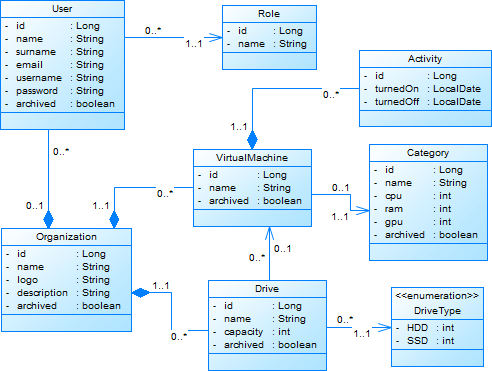 User
- id : Long
- name : String
- surname : String
- email : String
- username : String
- password : String
- archived : boolean
0..*
1..1
Role
- id : Long
- name : String
Activity
- id : Long
- turnedOn : LocalDate
- turnedOff : LocalDate
0..*
1..1
0..*
0..1
VirtualMachine
- id : Long
- name : String
- archived : boolean
1..1
0..*
0..1
1..1
Category
- id : Long
- name : String
- cpu : int
- ram : int
- gpu : int
- archived : boolean
Organization
- id : Long
- name : String
- logo : String
- description : String
- archived : boolean
1..1
0..*
0..1
0..*
Drive
- id : Long
- name : String
- capacity : int
- archived : boolean
0..*
1..1
<<enumeration>>
DriveType
- HDD : int
- SSD : int